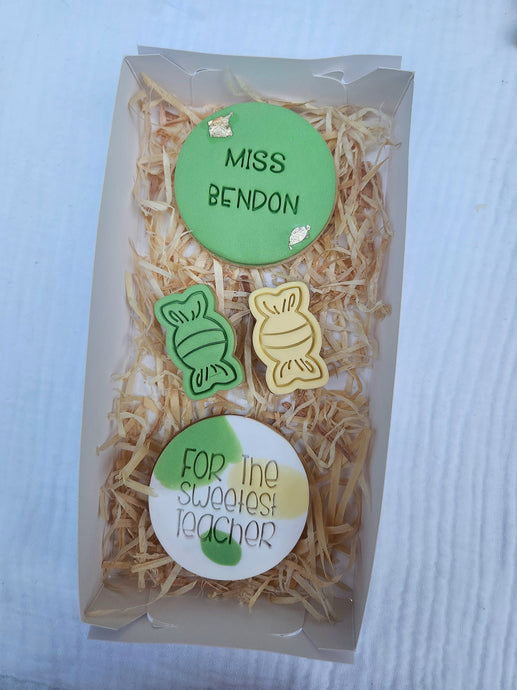 MISS
BENDON
FOR The
Sweetest
Teacher